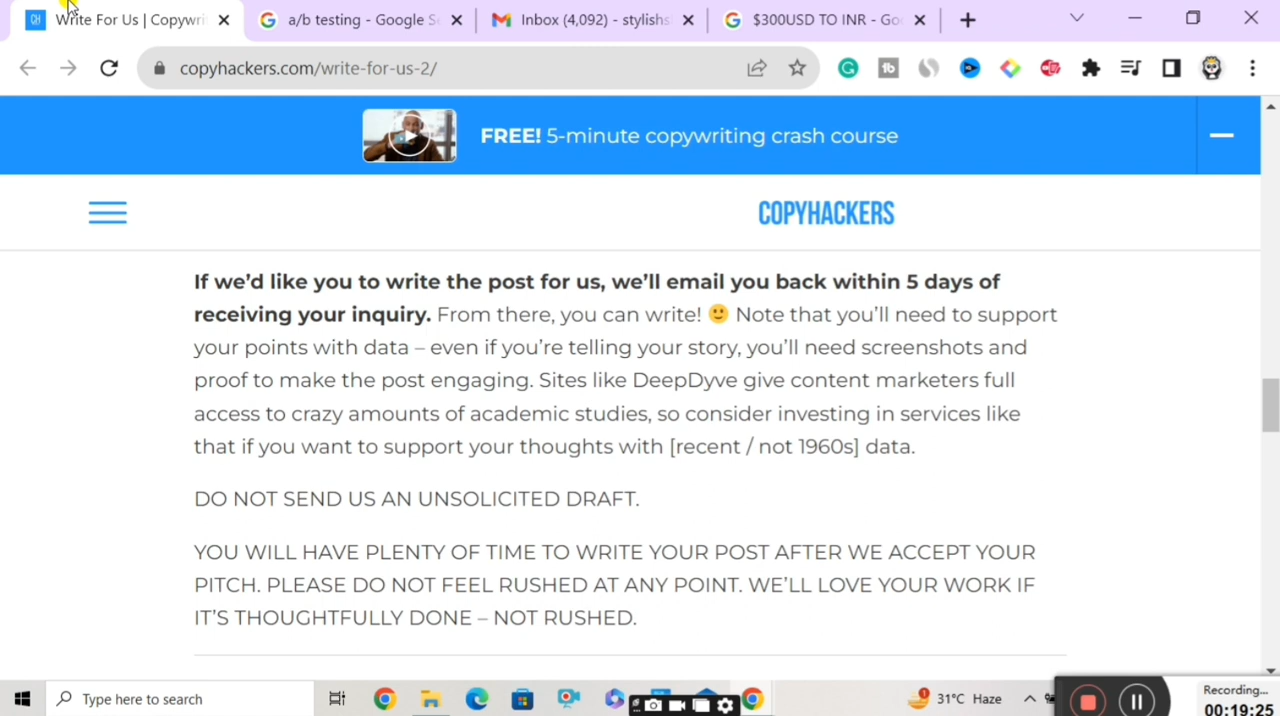 Write For Us | Copywri
a/b testing - Google Se
Inbox (4,092) - stylish
$300USD TO INR - Go
copyhackers.com/write-for-us-2/
FREE! 5-minute copywriting crash course
COPYHACKERS
If we'd like you to write the post for us, we'll email you back within 5 days of
receiving your inquiry. From there, you can write! 🙂 Note that you'll need to support
your points with data – even if you're telling your story, you'll need screenshots and
proof to make the post engaging. Sites like DeepDyve give content marketers full
access to crazy amounts of academic studies, so consider investing in services like
that if you want to support your thoughts with [recent / not 1960s] data.
DO NOT SEND US AN UNSOLICITED DRAFT.
YOU WILL HAVE PLENTY OF TIME TO WRITE YOUR POST AFTER WE ACCEPT YOUR
PITCH. PLEASE DO NOT FEEL RUSHED AT ANY POINT. WE'LL LOVE YOUR WORK IF
IT'S THOUGHTFULLY DONE – NOT RUSHED.
Type here to search
31°C Haze
Recording...
00:19:25